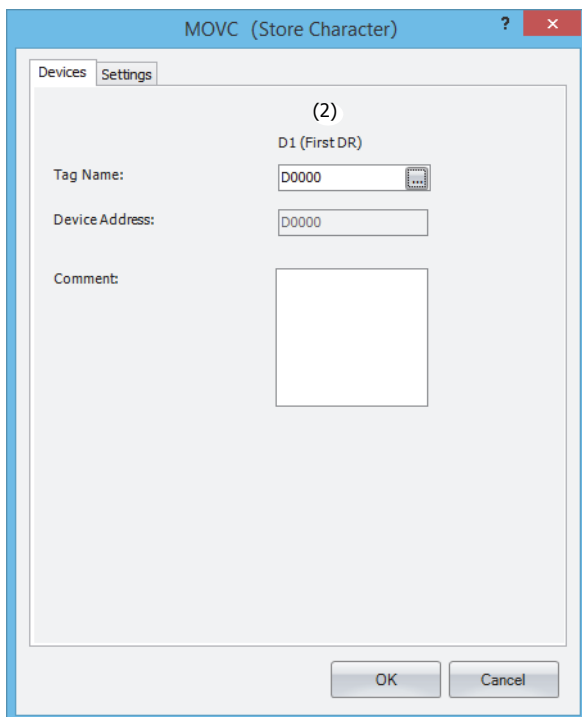 MOVC (Store Character)
?
×
Devices
Settings
(2)
D1 (First DR)
Tag Name:
D0000
...
Device Address:
D0000
Comment:
OK
Cancel